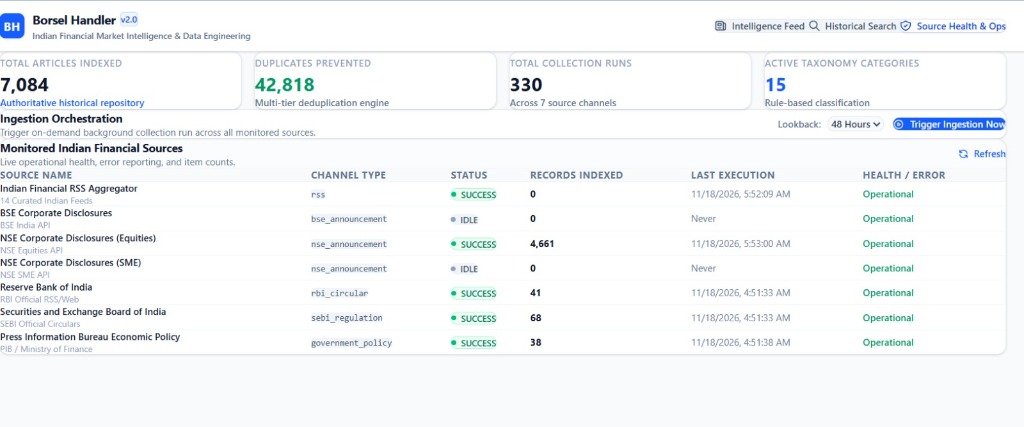 BH Borsel Handler v2.0
Indian Financial Market Intelligence & Data Engineering
Intelligence Feed Historical Search Source Health & Ops
TOTAL ARTICLES INDEXED
7,084
Authoritative historical repository
DUPLICATES PREVENTED
42,818
Multi-tier deduplication engine
TOTAL COLLECTION RUNS
330
Across 7 source channels
ACTIVE TAXONOMY CATEGORIES
15
Rule-based classification
Ingestion Orchestration
Trigger on-demand background collection run across all monitored sources.
Lookback: 48 Hours Trigger Ingestion Now
Monitored Indian Financial Sources
Live operational health, error reporting, and item counts.
Refresh
SOURCE NAME CHANNEL TYPE STATUS RECORDS INDEXED LAST EXECUTION HEALTH / ERROR
Indian Financial RSS Aggregator
14 Curated Indian Feeds
rss SUCCESS 0 11/18/2026, 5:52:09 AM Operational
BSE Corporate Disclosures
BSE India API
bse_announcement IDLE 0 Never Operational
NSE Corporate Disclosures (Equities)
NSE Equities API
nse_announcement SUCCESS 4,661 11/18/2026, 5:53:00 AM Operational
NSE Corporate Disclosures (SME)
NSE SME API
nse_announcement IDLE 0 Never Operational
Reserve Bank of India
RBI Official RSS/Web
rbi_circular SUCCESS 41 11/18/2026, 4:51:33 AM Operational
Securities and Exchange Board of India
SEBI Official Circulars
sebi_regulation SUCCESS 68 11/18/2026, 4:51:33 AM Operational
Press Information Bureau Economic Policy
PIB / Ministry of Finance
government_policy SUCCESS 38 11/18/2026, 4:51:38 AM Operational